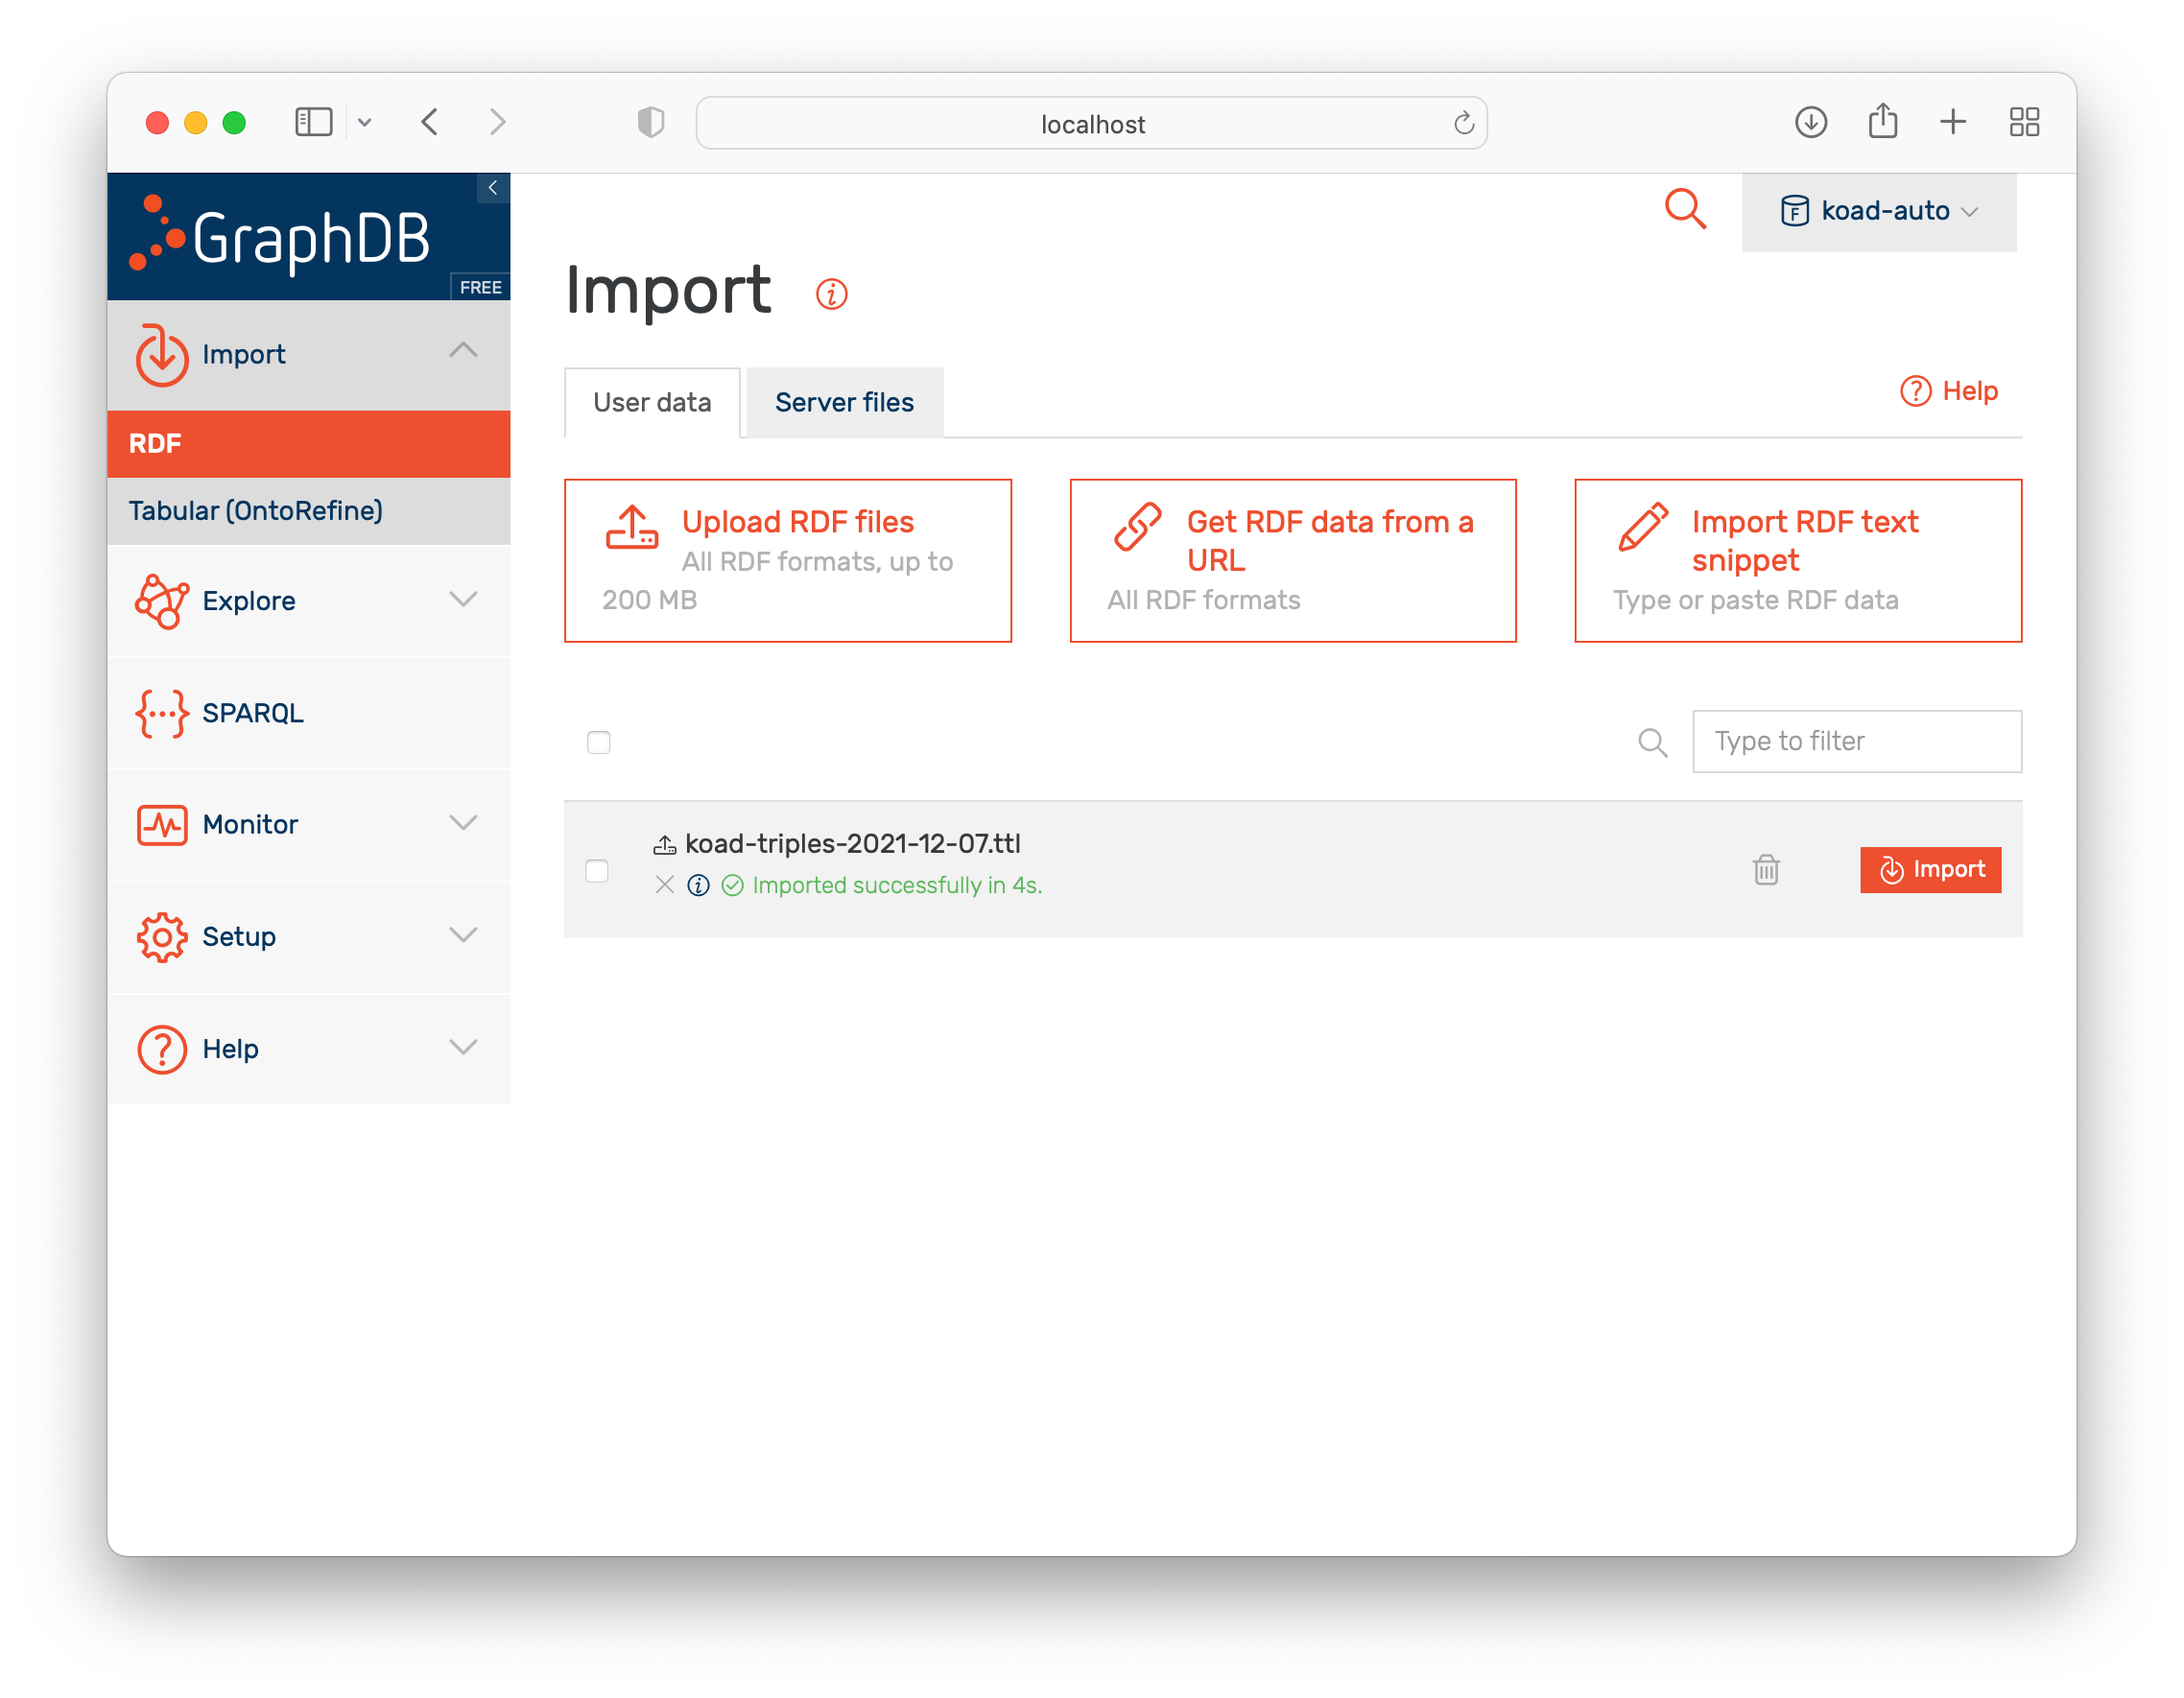 localhost
GraphDB
FREE
koad-auto
Import
Import
RDF
Tabular (OntoRefine)
Explore
SPARQL
Monitor
Setup
Help
User data
Server files
Help
Upload RDF files
All RDF formats, up to
200 MB
Get RDF data from a
URL
All RDF formats
Import RDF text
snippet
Type or paste RDF data
Type to filter
koad-triples-2021-12-07.ttl
Imported successfully in 4s.
Import